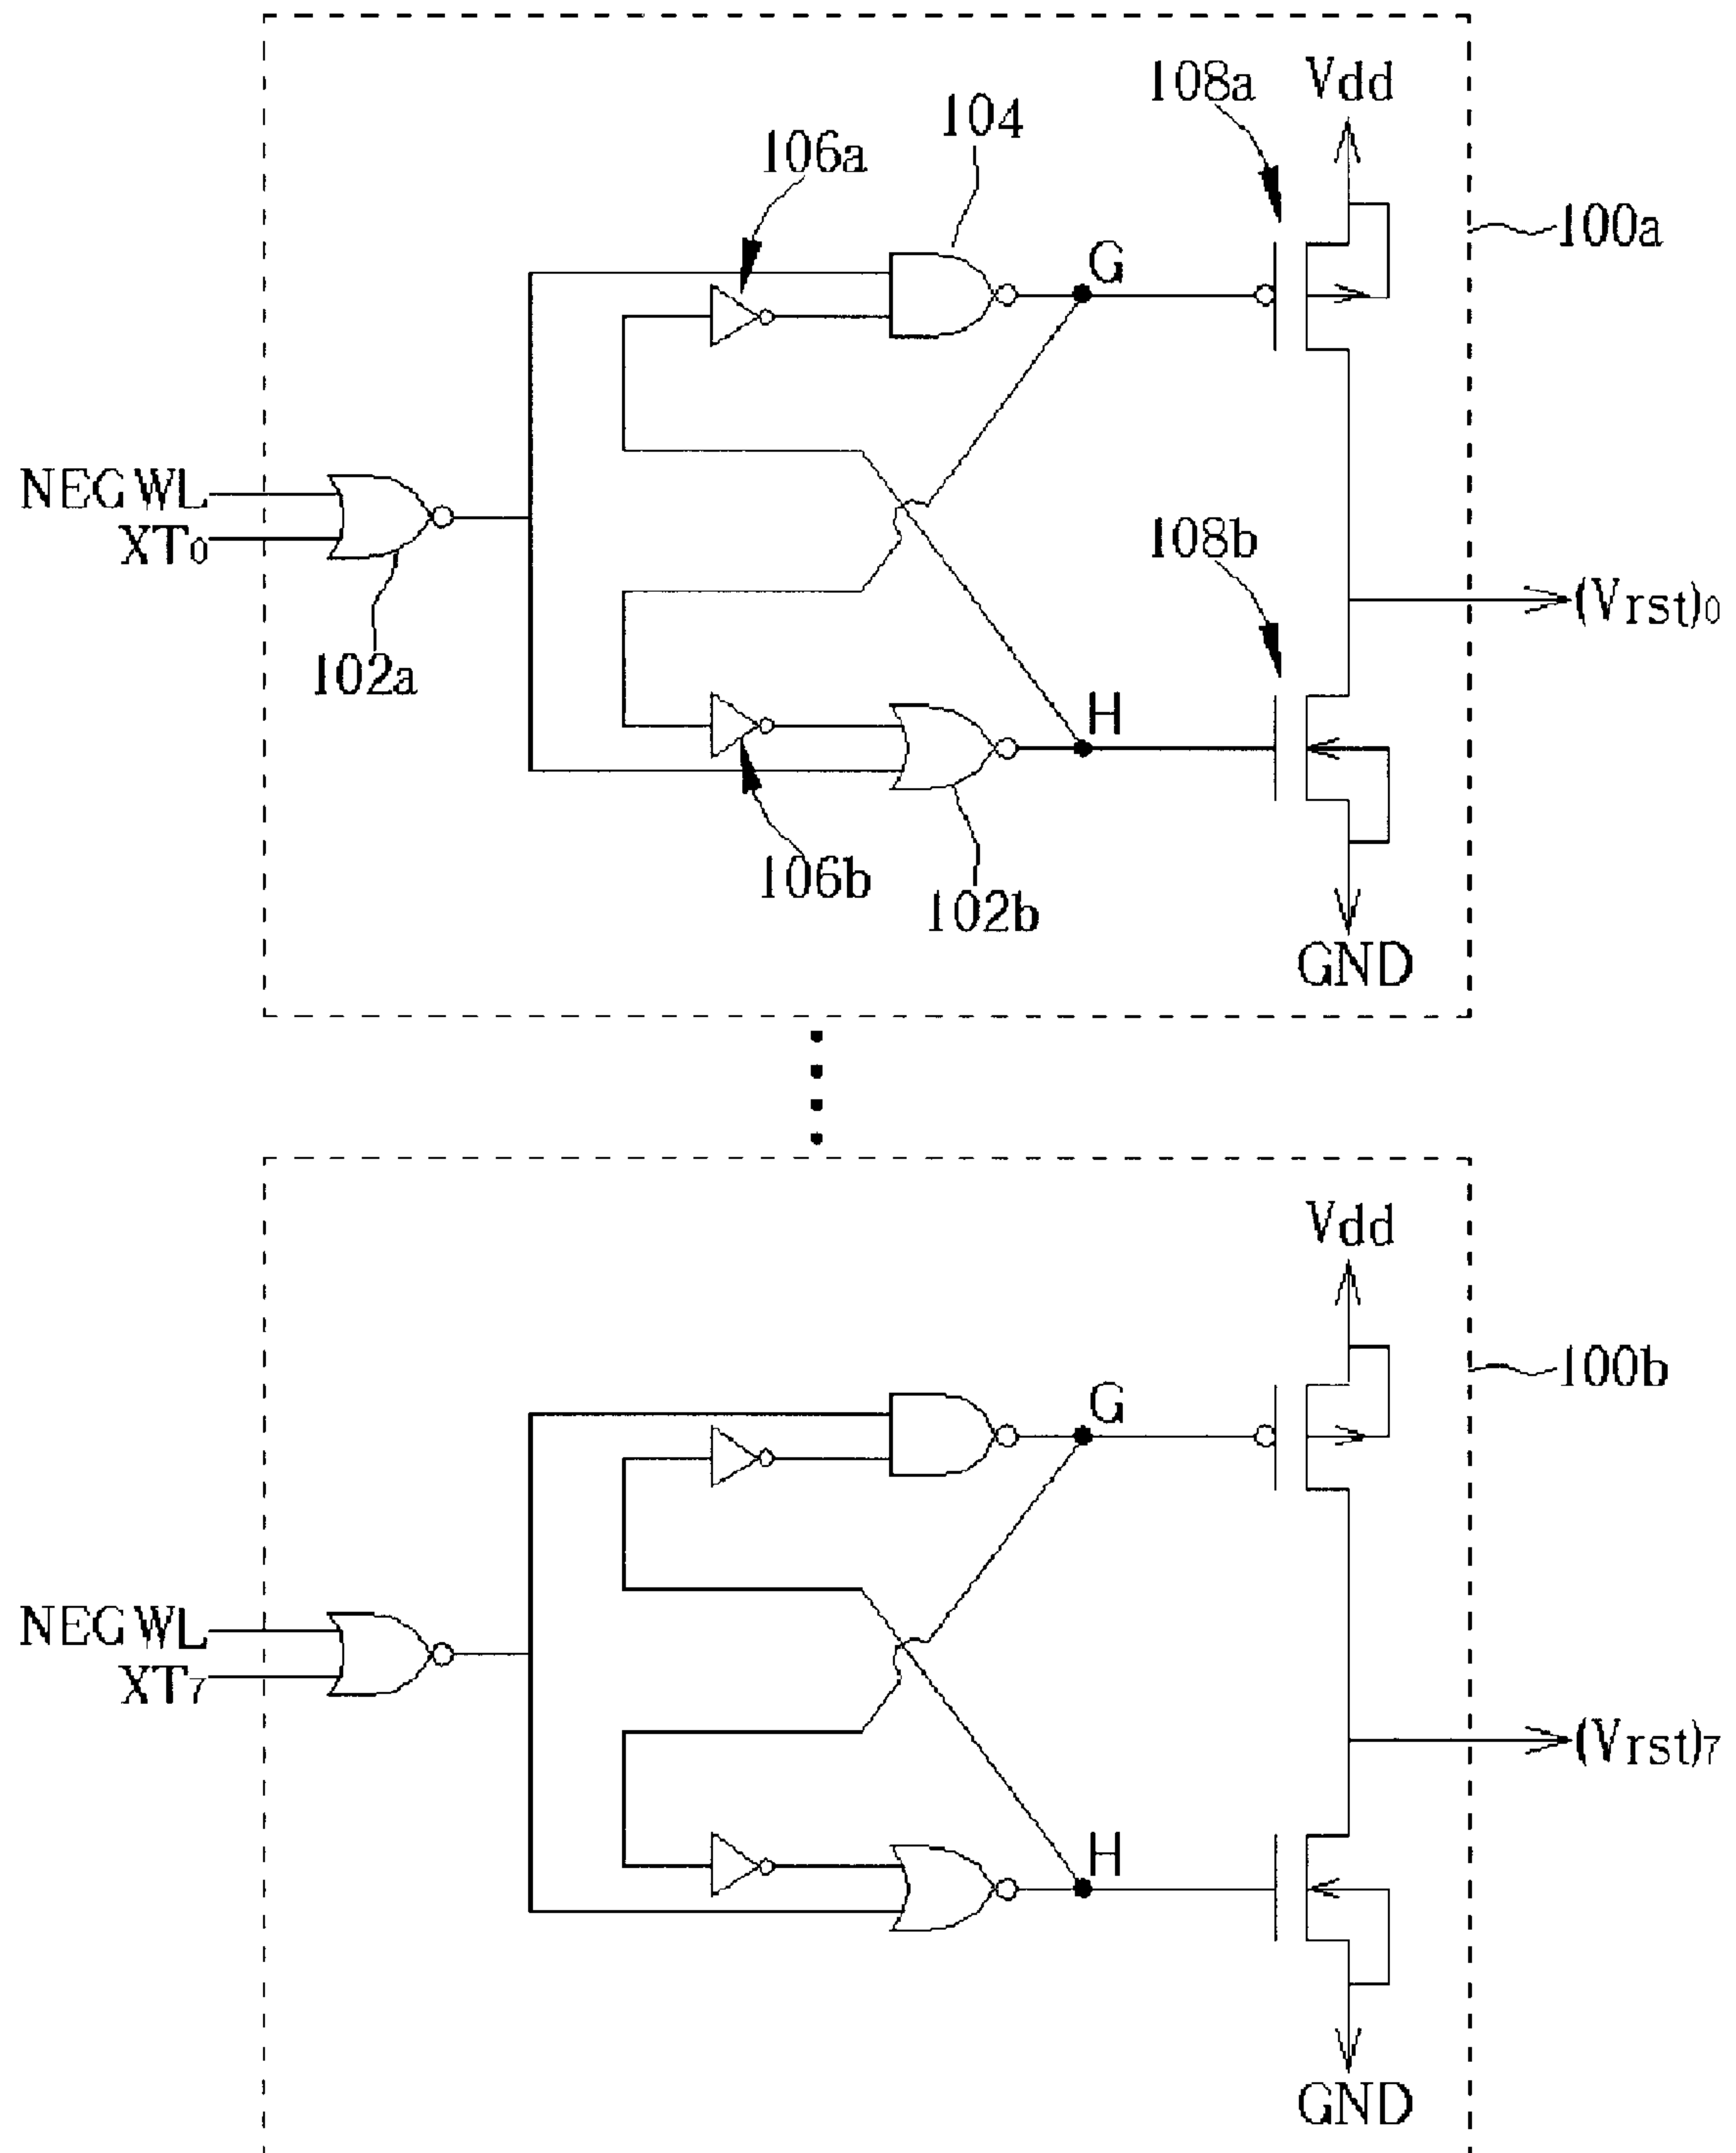 108a
Vdd
104
106a
100a
G
NEGWL
XT0
108b
(Vrst)0
102a
H
106b
102b
GND
Vdd
100b
G
NEGWL
XT7
(Vrst)7
H
GND